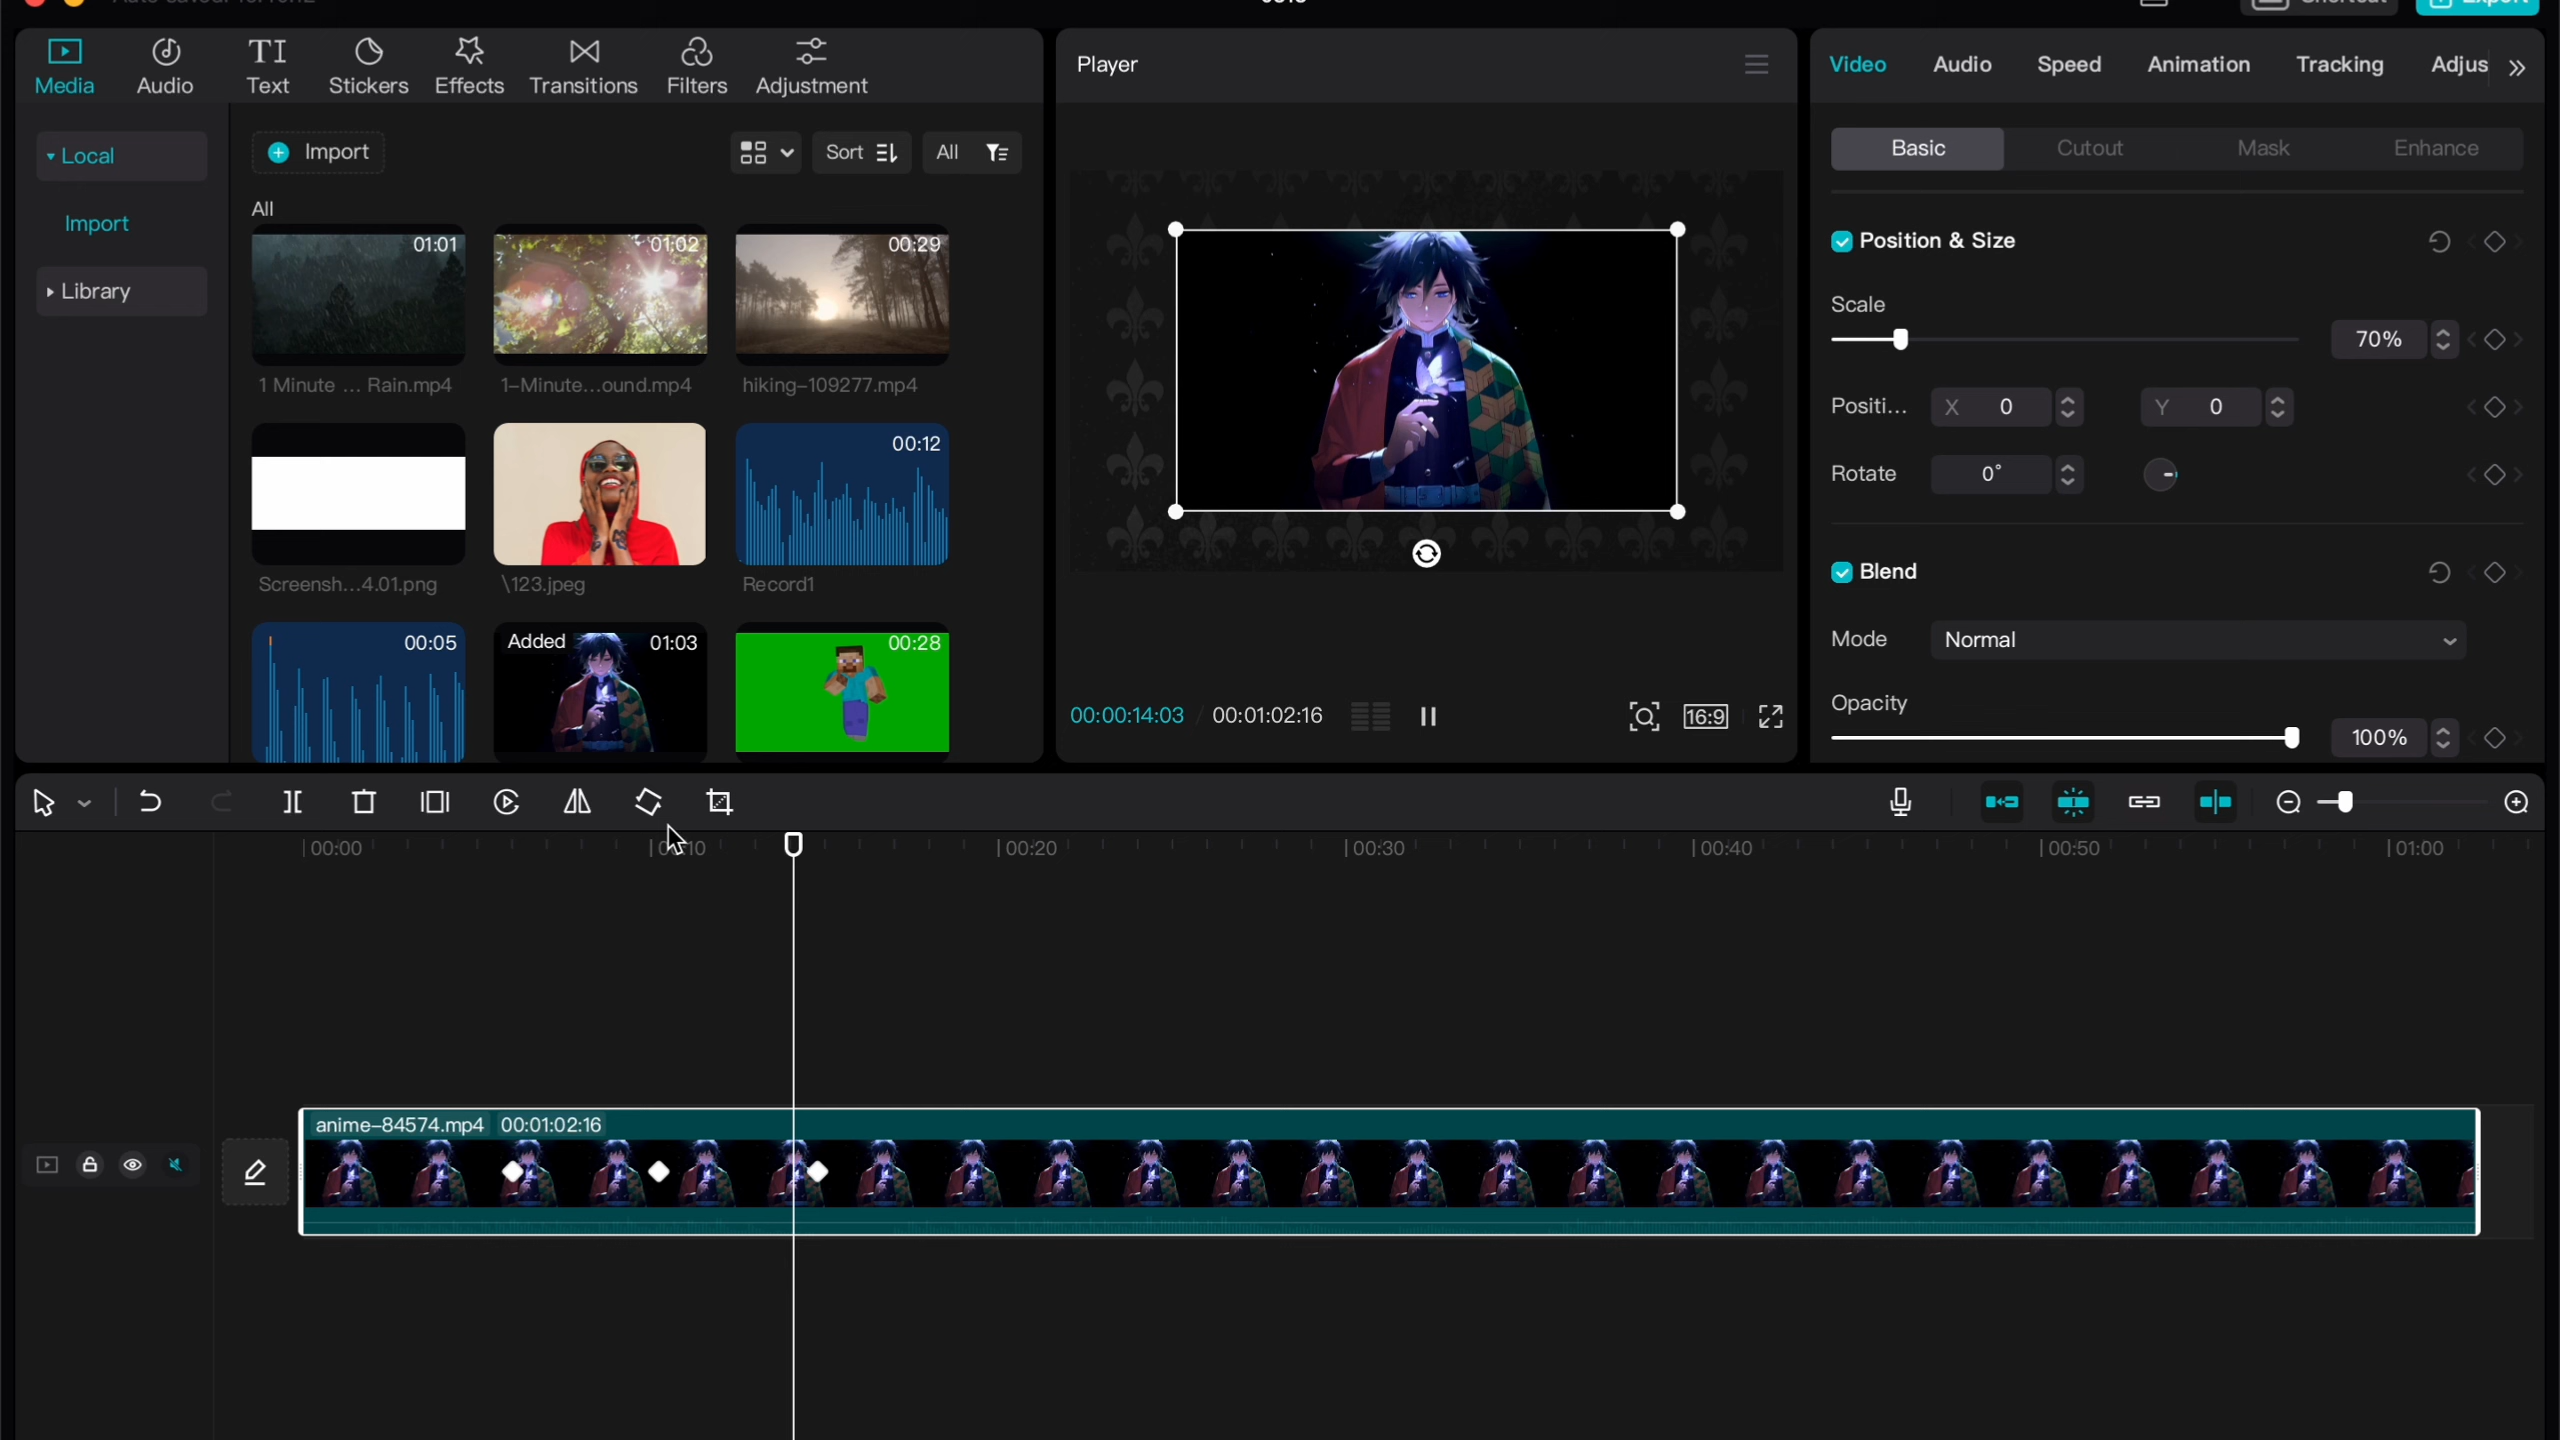 Media
Audio
Text
Stickers
Effects
Transitions
Filters
Adjustment
Local
Import
Library
Import
Sort
All
All
01:01
01:02
00:29
1 Minute ... Rain.mp4
1-Minute...ound.mp4
hiking-109277.mp4
00:12
Screensh...4.01.png
\123.jpeg
Record1
00:05
Added
01:03
00:28
Player
00:00:14:03 / 00:01:02:16
16:9
Shortcut
Export
Video
Audio
Speed
Animation
Tracking
Adjus
Basic
Cutout
Mask
Enhance
Position & Size
Scale
70%
Positi...
X 0
Y 0
Rotate
0°
Blend
Mode
Normal
Opacity
100%
00:00
00:20
00:30
00:40
00:50
01:00
anime-84574.mp4 00:01:02:16